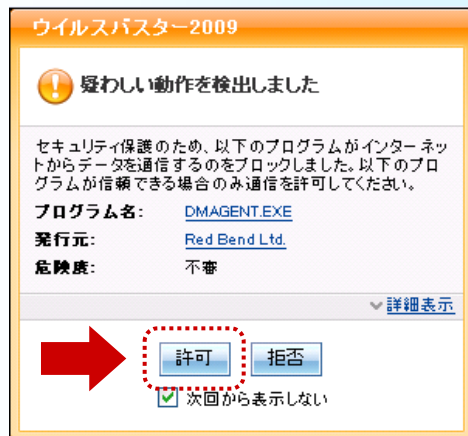 ウイルスバスター2009
疑わしい動作を検出しました
セキュリティ保護のため、以下のプログラムがインターネッ
トからデータを通信するのをブロックしました。以下のプロ
グラムが信頼できる場合のみ通信を許可してください。
プログラム名: DMAGENT.EXE
発行元: Red Bend Ltd.
危険度: 不審
詳細表示
許可 拒否
次回から表示しない